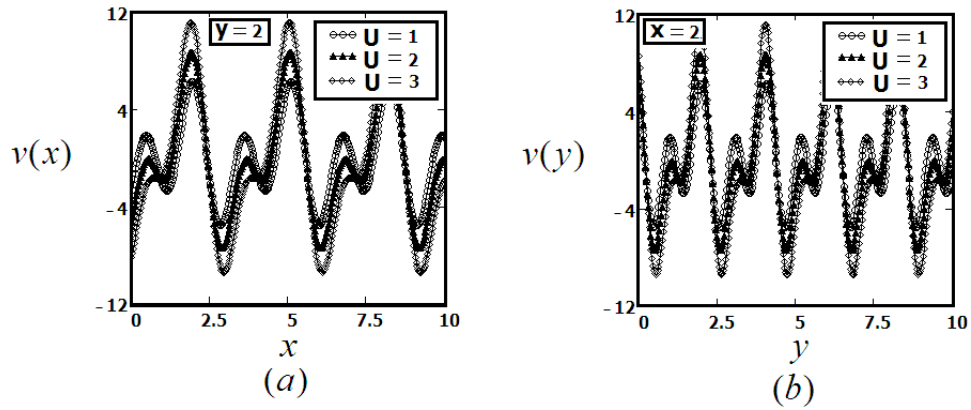 12
4
-4
-12
v(x)
y = 2
U = 1
U = 2
U = 3
0 2.5 5 7.5 10
x
(a)
12
4
-4
-12
v(y)
x = 2
U = 1
U = 2
U = 3
0 2.5 5 7.5 10
y
(b)